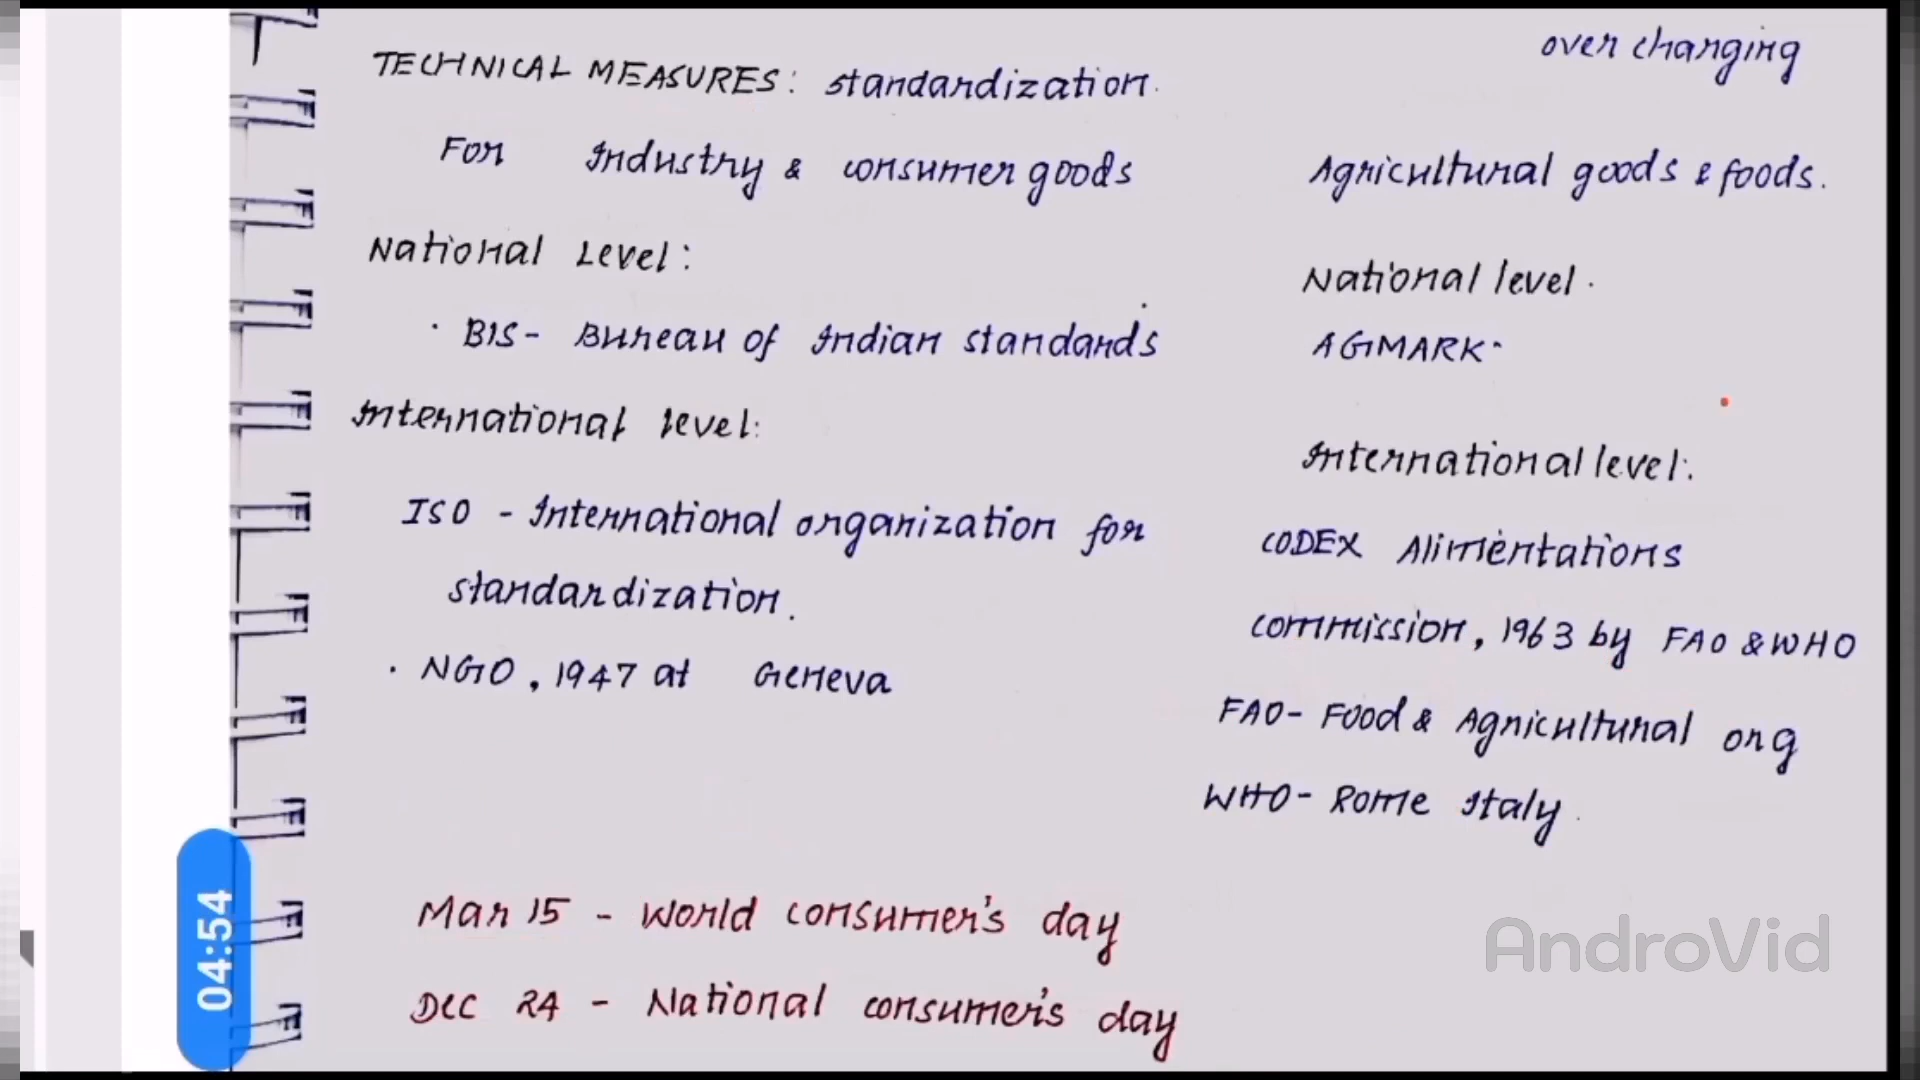 over changing
TECHNICAL MEASURES: standardization.
For Industry & consumer goods
National Level:
· BIS- Bureau of Indian standards
International level:
ISO - International organization for
standardization.
· NGO, 1947 at Geneva
Agricultural goods & foods.
National level.
AGMARK
International level:
CODEX Alimentations
commission, 1963 by FAO & WHO
FAO- Food & Agricultural org
WHO- Rome Italy.
Mar 15 - World consumer's day
Dec 24 - National consumer's day
04:54
AndroVid